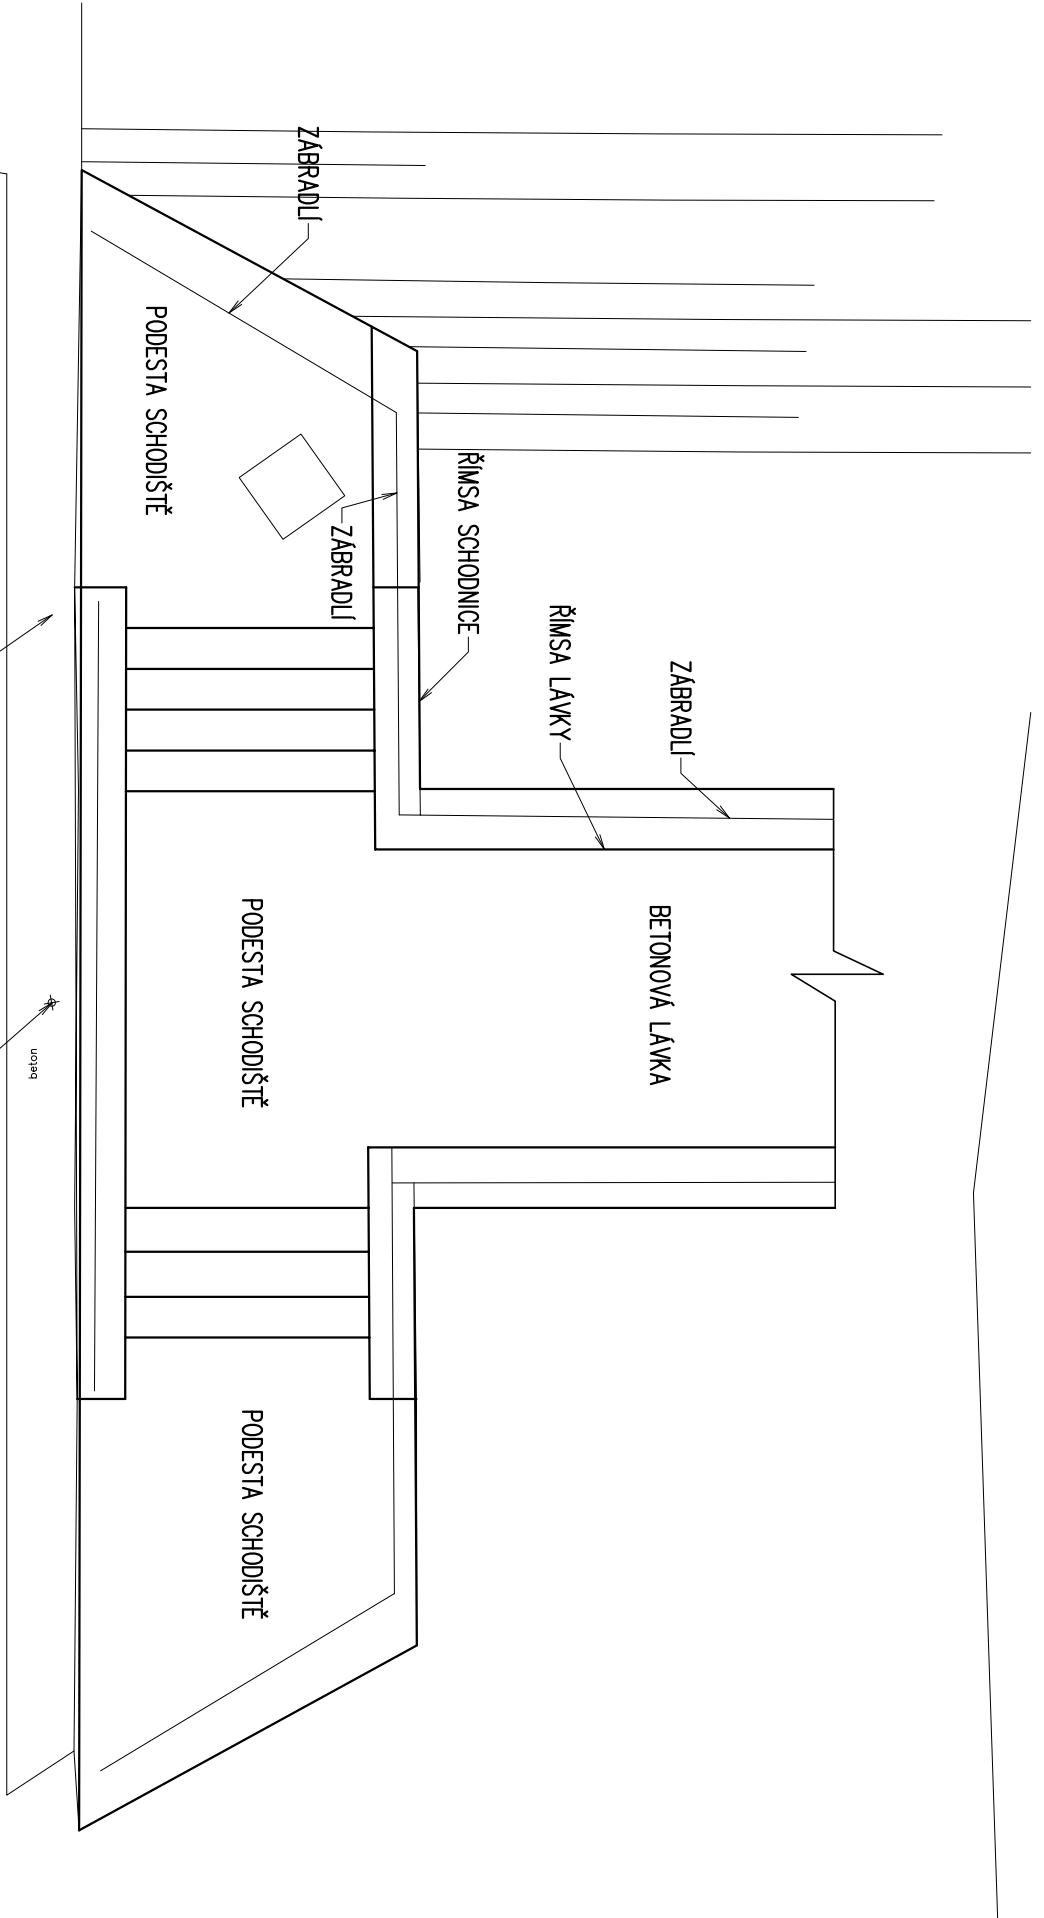 ZÁBRADLÍ
PODESTA SCHODIŠTĚ
ZÁBRADLÍ
ŘÍMSA SCHODNICE
ŘÍMSA LÁVKY
ZÁBRADLÍ
BETONOVÁ LÁVKA
PODESTA SCHODIŠTĚ
beton
PODESTA SCHODIŠTĚ